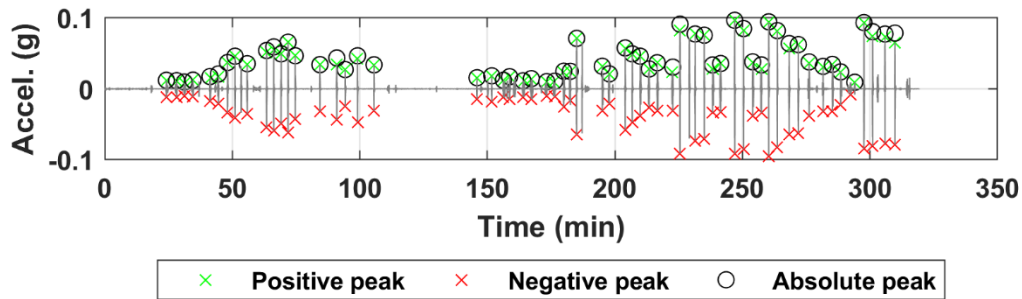 Accel. (g)
0.1
0
-0.1
0 50 100 150 200 250 300 350
Time (min)
Positive peak Negative peak Absolute peak